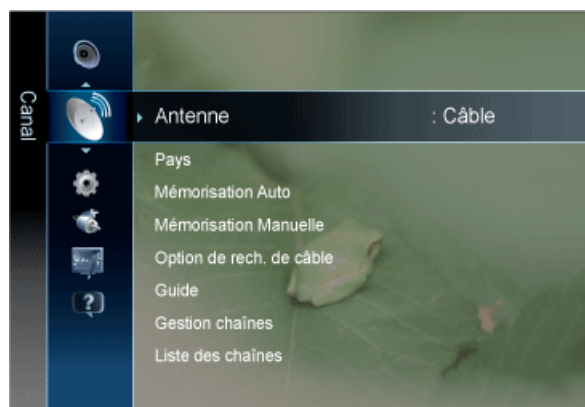 Canal
Antenne : Câble
Pays
Mémorisation Auto
Mémorisation Manuelle
Option de rech. de câble
Guide
Gestion chaînes
Liste des chaînes
?